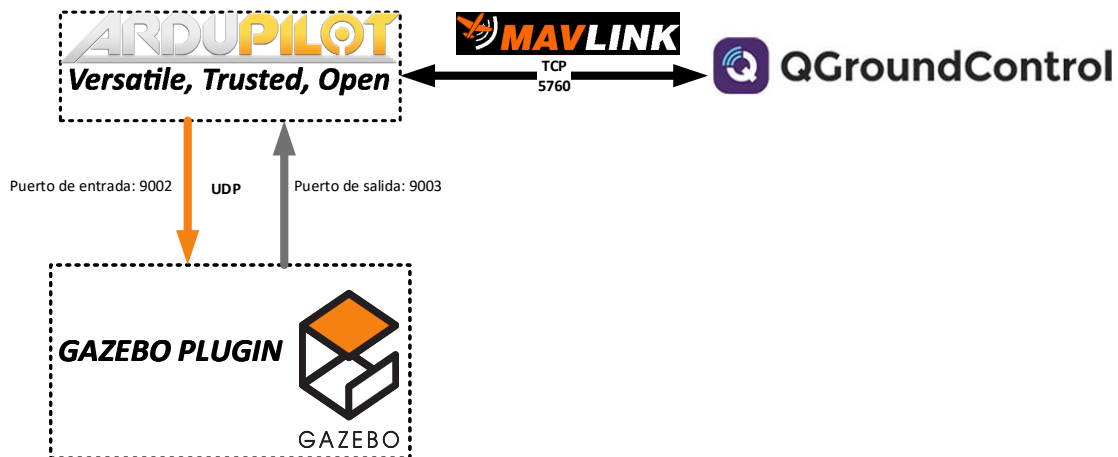 ARDUPILOT
Versatile, Trusted, Open
MAVLINK
TCP
5760
QGroundControl
Puerto de entrada: 9002
UDP
Puerto de salida: 9003
GAZEBO PLUGIN
GAZEBO